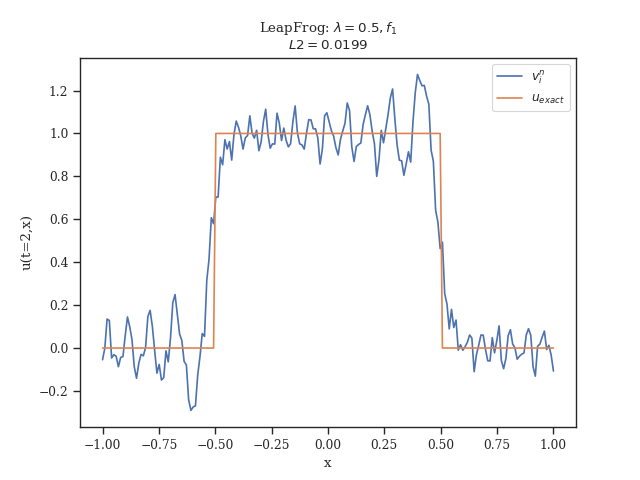 LeapFrog: λ = 0.5, f₁
L2 = 0.0199
vᵢⁿ
u_exact
u(t=2,x)
1.2
1.0
0.8
0.6
0.4
0.2
0.0
−0.2
−1.00 −0.75 −0.50 −0.25 0.00 0.25 0.50 0.75 1.00
x